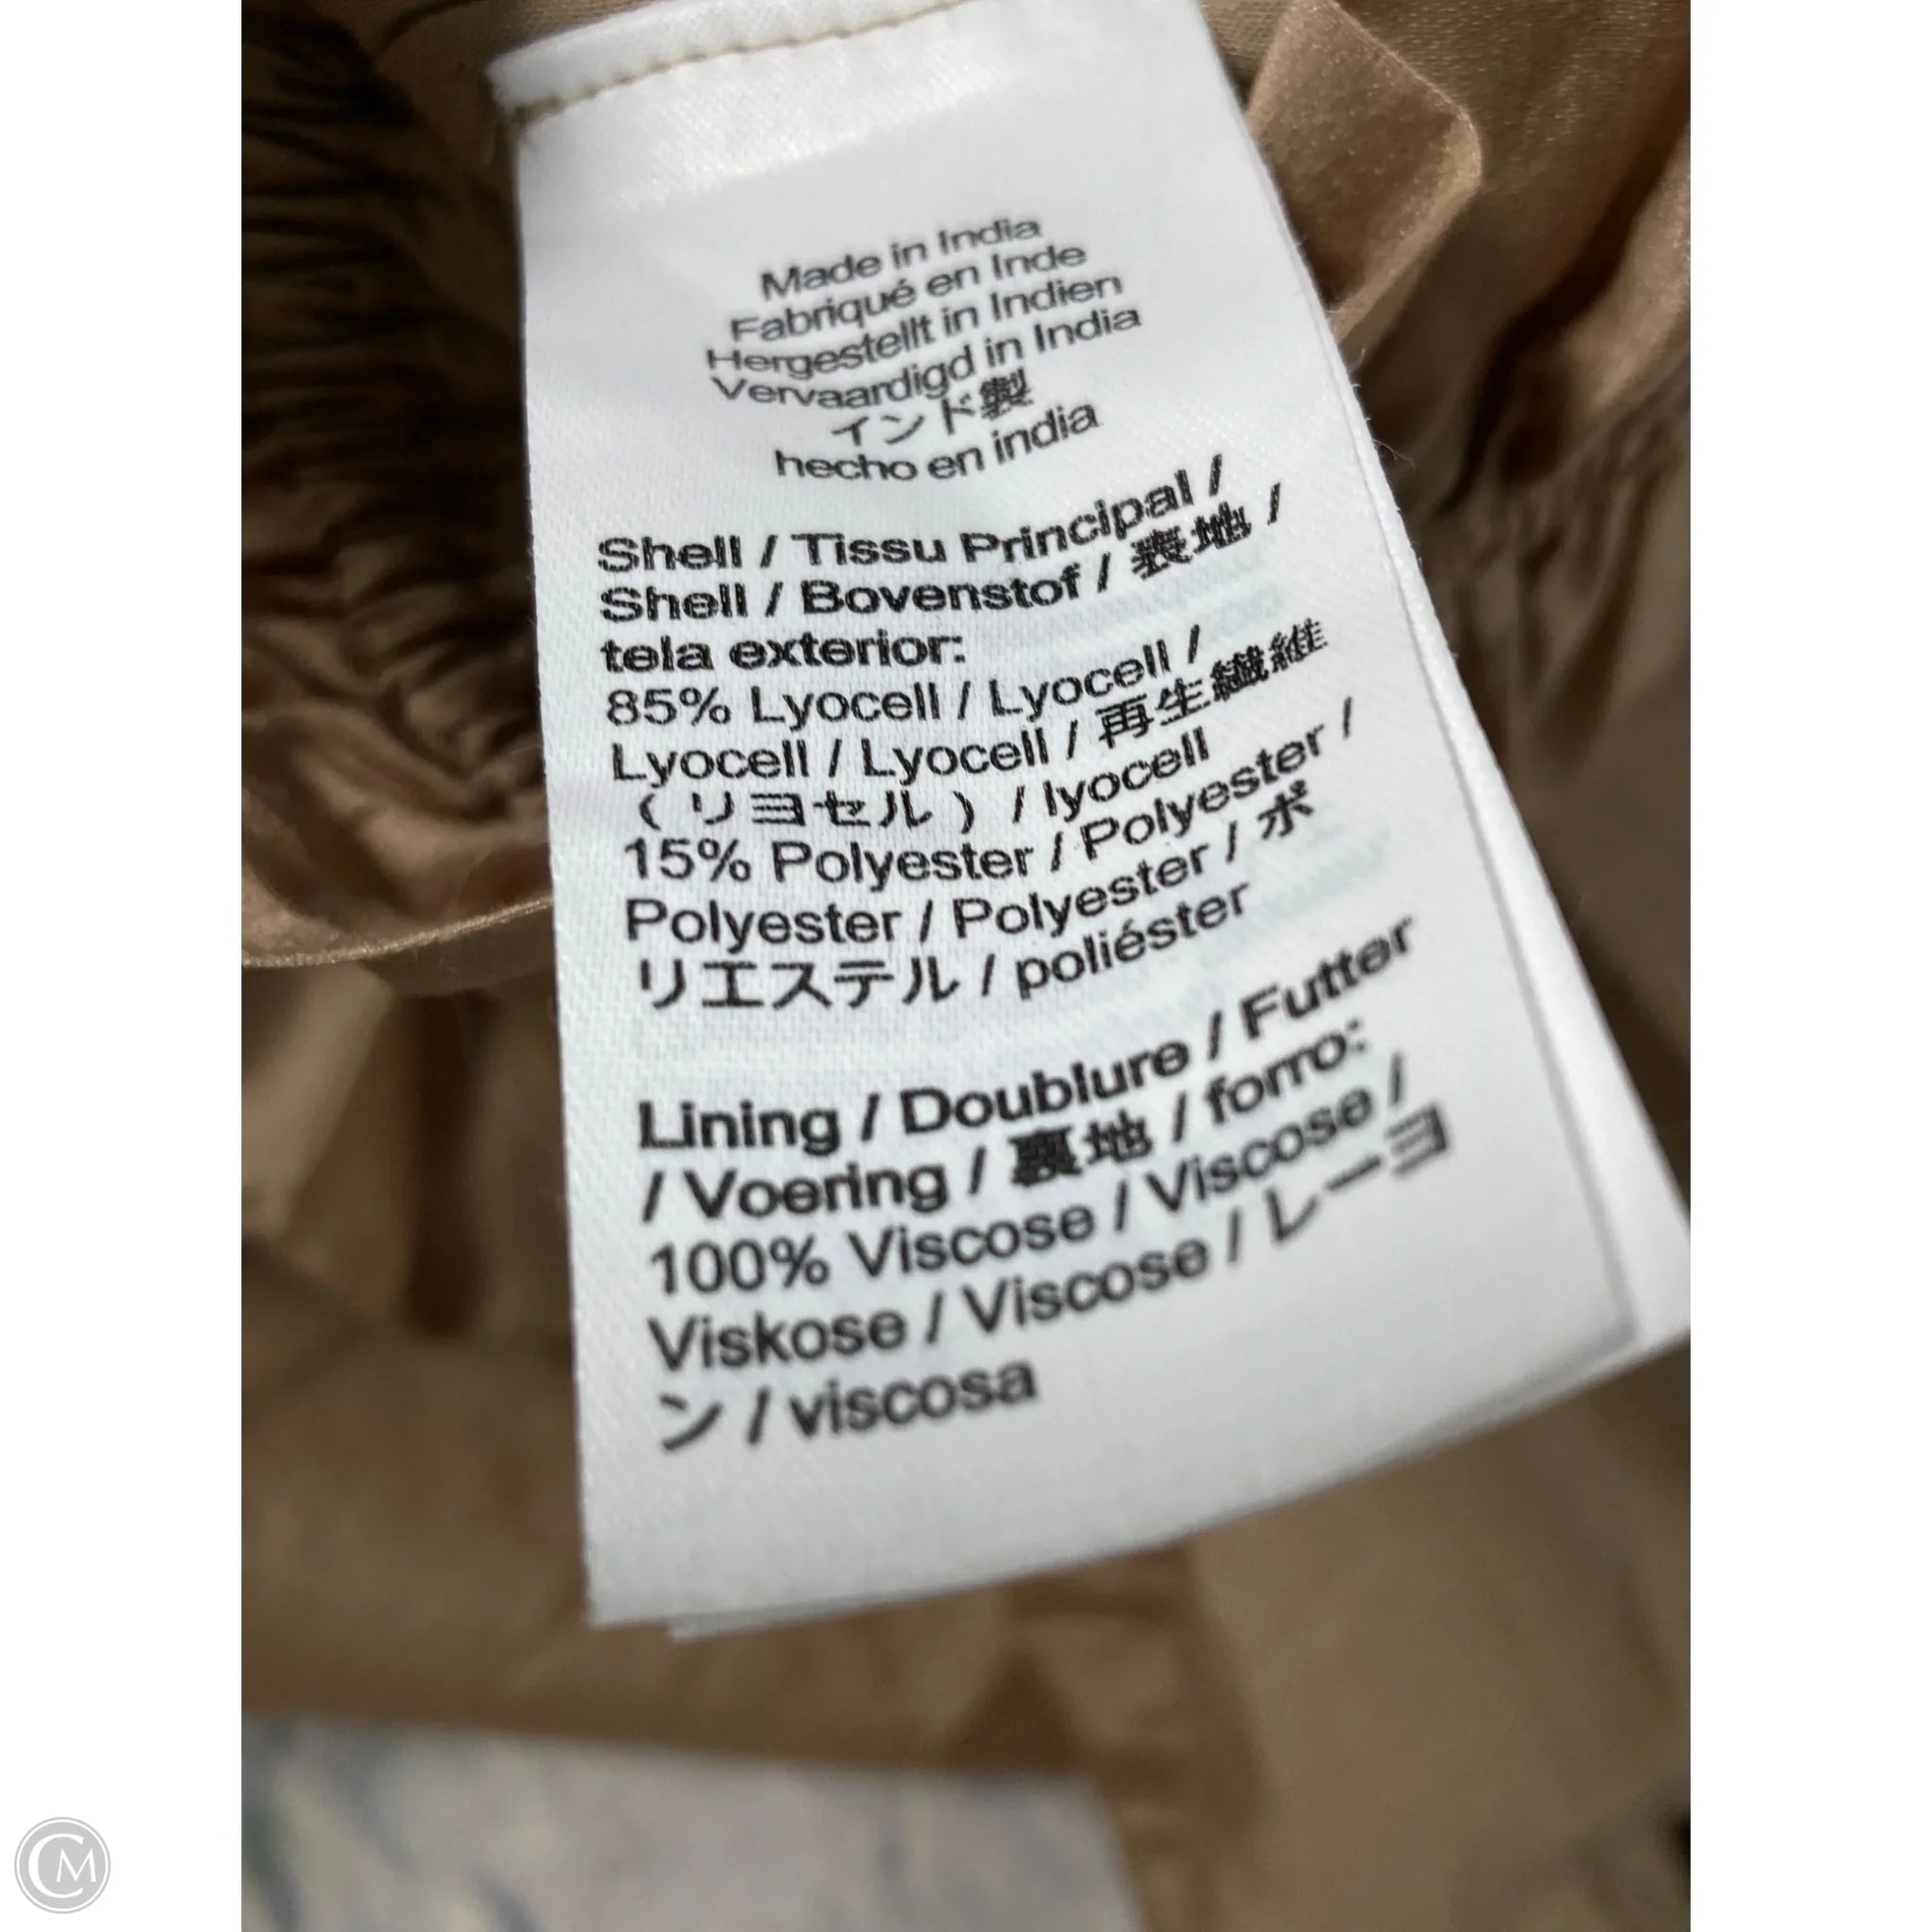 Made in India
Fabriqué en Inde
Hergestellt in Indien
Vervaardigd in India
インド製
hecho en india
Shell / Tissu Principal /
Shell / Bovenstof / 表地 /
tela exterior:
85% Lyocell / Lyocell /
Lyocell / Lyocell / 再生繊維
(リヨセル) / lyocell
15% Polyester / Polyester /
Polyester / Polyester / ポ
リエステル / poliéster
Lining / Doublure / Futter
/ Voering / 裏地 / forro:
100% Viscose / Viscose /
Viskose / Viscose / レーヨ
ン / viscosa
CM